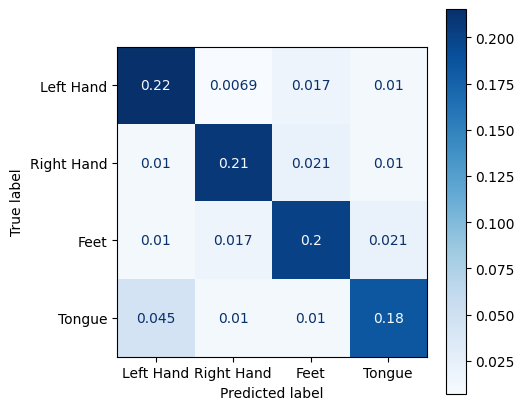 Left Hand 0.22 0.0069 0.017 0.01
Right Hand 0.01 0.21 0.021 0.01
Feet 0.01 0.017 0.2 0.021
Tongue 0.045 0.01 0.01 0.18
Left Hand Right Hand Feet Tongue
Predicted label
True label
0.200
0.175
0.150
0.125
0.100
0.075
0.050
0.025